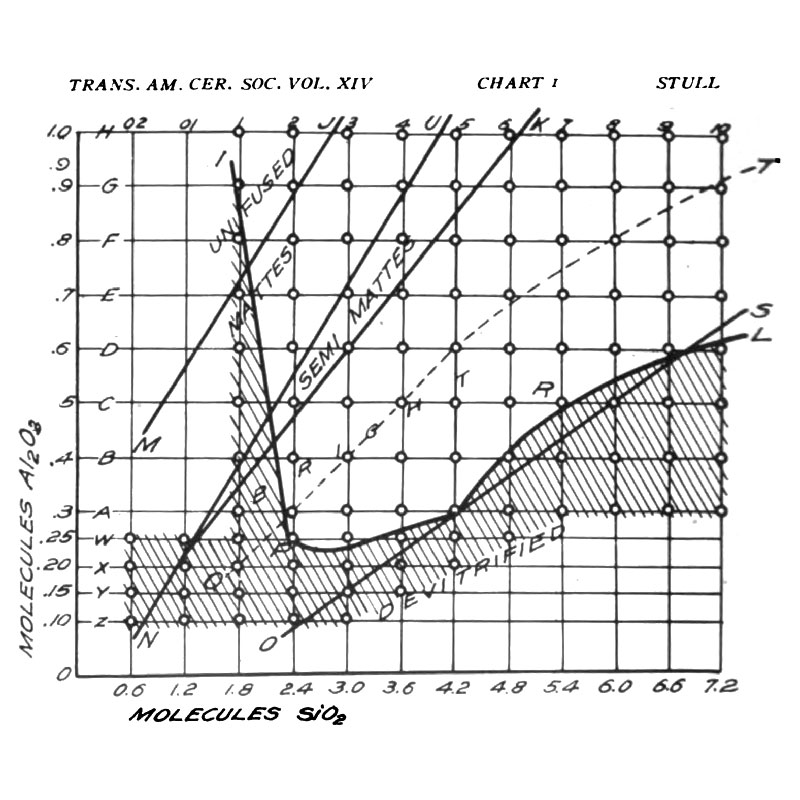 TRANS. AM. CER. SOC. VOL. XIV CHART 1 STULL
1.0 H 02 01 1 2 J 3 4 U 5 6 K 7 8 9 10
.9
.9 G I UNFUSED T
.8 F
.7 E MATTES SEMI MATTES
.6 D S L
.5 C B R I G H T R
M
.4 B
.3 A
.25 W P
.20 X Q DEVITRIFIED
.15 Y
.10 Z
N O
0
0.6 1.2 1.8 2.4 3.0 3.6 4.2 4.8 5.4 6.0 6.6 7.2
MOLECULES SiO2
MOLECULES Al2O3